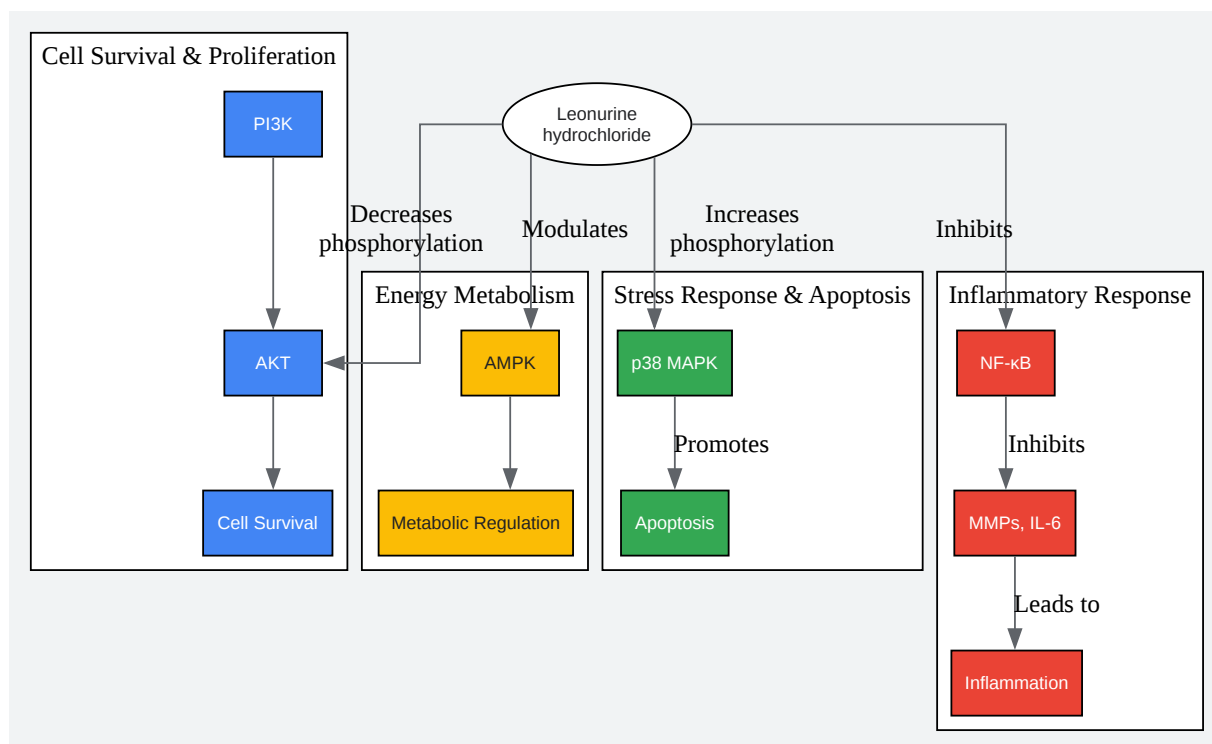 Cell Survival & Proliferation
PI3K
Leonurine
hydrochloride
Decreases
phosphorylation
Modulates
Increases
phosphorylation
Inhibits
Energy Metabolism
Stress Response & Apoptosis
Inflammatory Response
AKT
AMPK
p38 MAPK
NF-κB
Promotes
Inhibits
Cell Survival
Metabolic Regulation
Apoptosis
MMPs, IL-6
Leads to
Inflammation